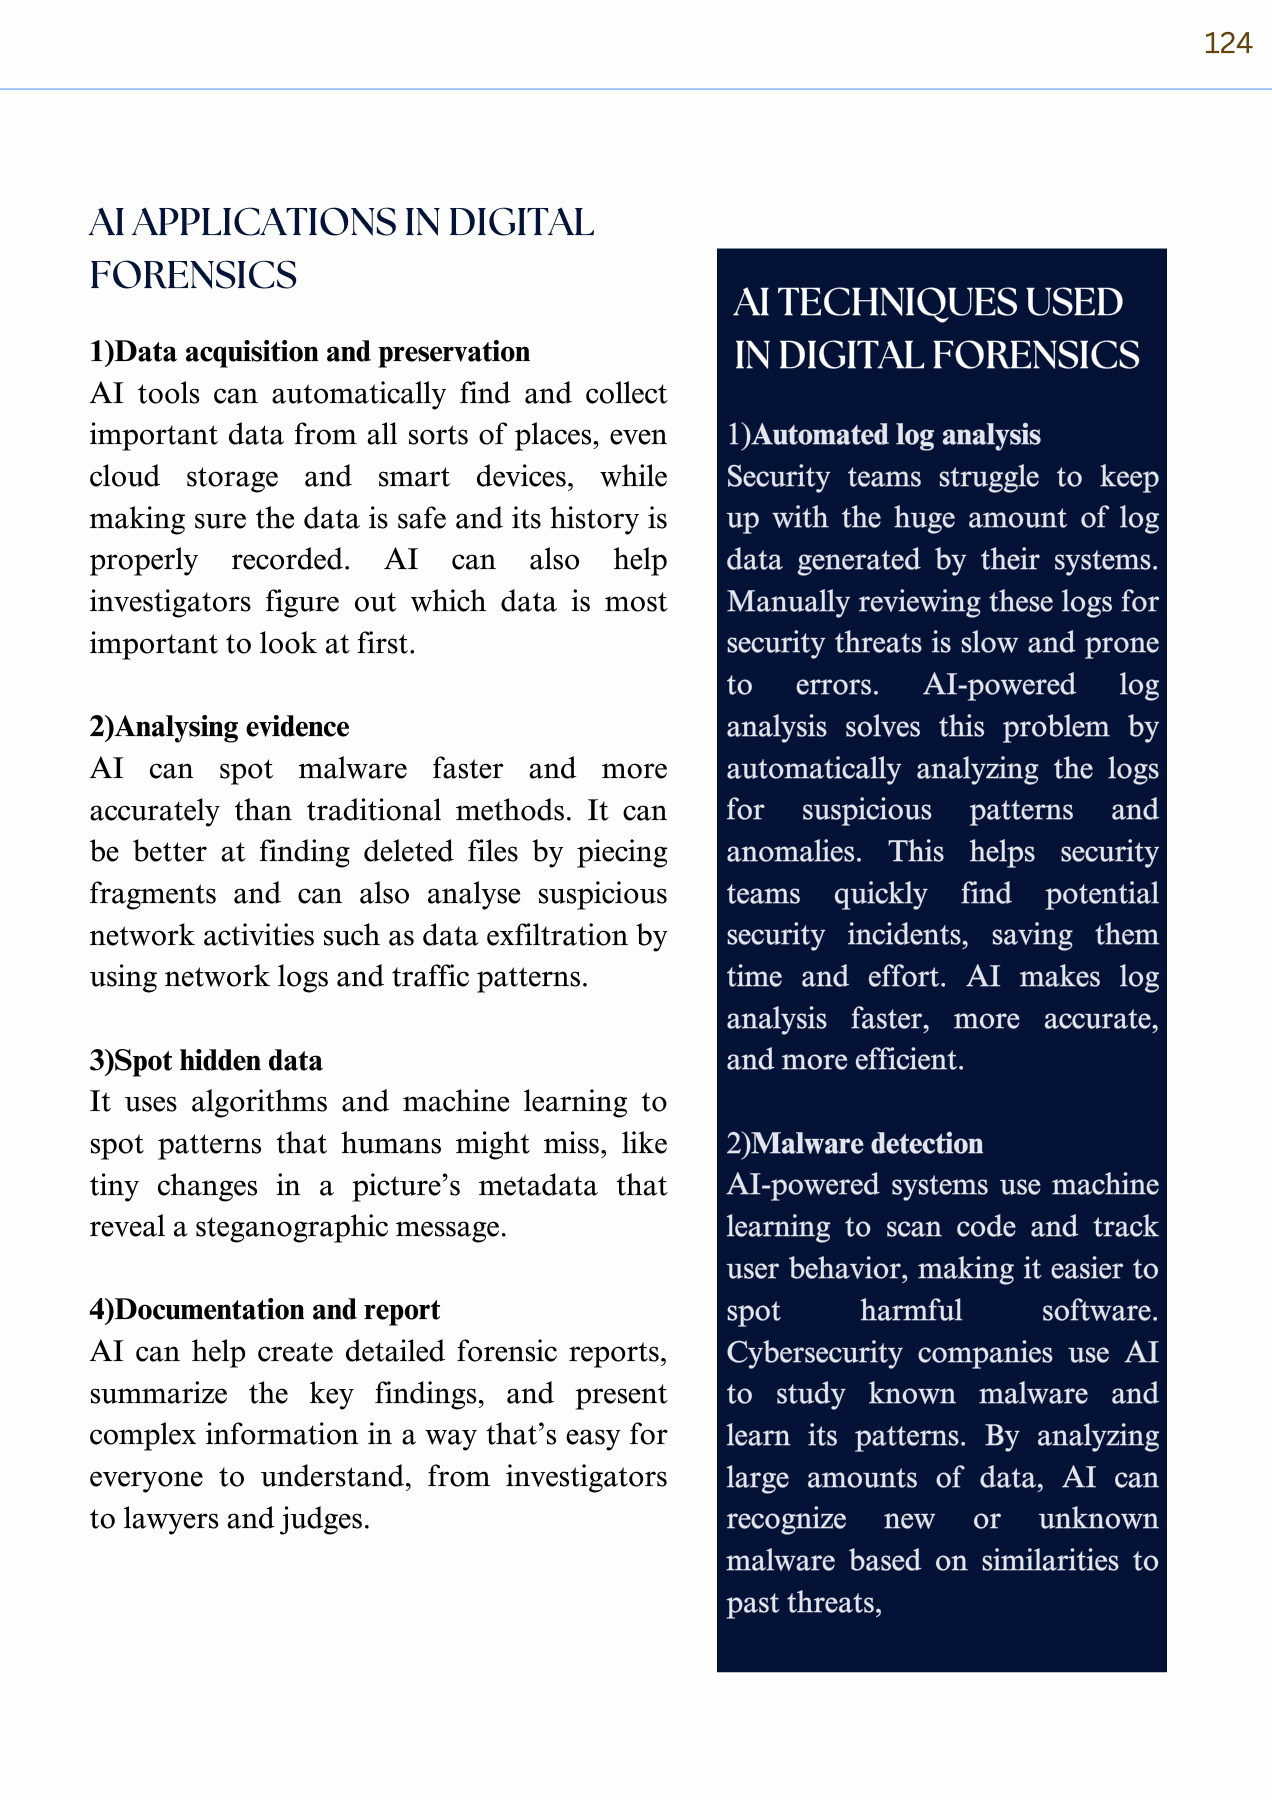 124
AI APPLICATIONS IN DIGITAL
FORENSICS
1)Data acquisition and preservation
AI tools can automatically find and collect
important data from all sorts of places, even
cloud storage and smart devices, while
making sure the data is safe and its history is
properly recorded. AI can also help
investigators figure out which data is most
important to look at first.
2)Analysing evidence
AI can spot malware faster and more
accurately than traditional methods. It can
be better at finding deleted files by piecing
fragments and can also analyse suspicious
network activities such as data exfiltration by
using network logs and traffic patterns.
3)Spot hidden data
It uses algorithms and machine learning to
spot patterns that humans might miss, like
tiny changes in a picture’s metadata that
reveal a steganographic message.
4)Documentation and report
AI can help create detailed forensic reports,
summarize the key findings, and present
complex information in a way that’s easy for
everyone to understand, from investigators
to lawyers and judges.
AI TECHNIQUES USED
IN DIGITAL FORENSICS
1)Automated log analysis
Security teams struggle to keep
up with the huge amount of log
data generated by their systems.
Manually reviewing these logs for
security threats is slow and prone
to errors. AI-powered log
analysis solves this problem by
automatically analyzing the logs
for suspicious patterns and
anomalies. This helps security
teams quickly find potential
security incidents, saving them
time and effort. AI makes log
analysis faster, more accurate,
and more efficient.
2)Malware detection
AI-powered systems use machine
learning to scan code and track
user behavior, making it easier to
spot harmful software.
Cybersecurity companies use AI
to study known malware and
learn its patterns. By analyzing
large amounts of data, AI can
recognize new or unknown
malware based on similarities to
past threats,